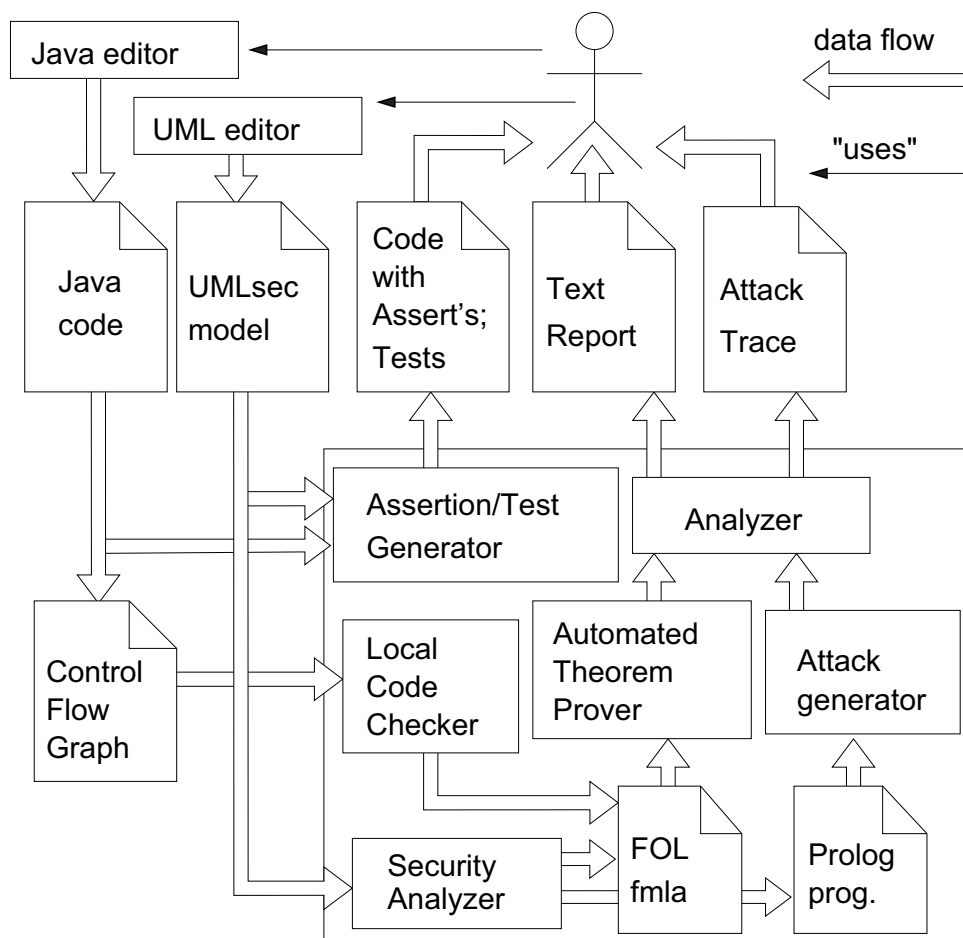 Java editor
data flow
UML editor
"uses"
Java
code
UMLsec
model
Code
with
Assert's;
Tests
Text
Report
Attack
Trace
Assertion/Test
Generator
Analyzer
Control
Flow
Graph
Local
Code
Checker
Automated
Theorem
Prover
Attack
generator
Security
Analyzer
FOL
fmla
Prolog
prog.